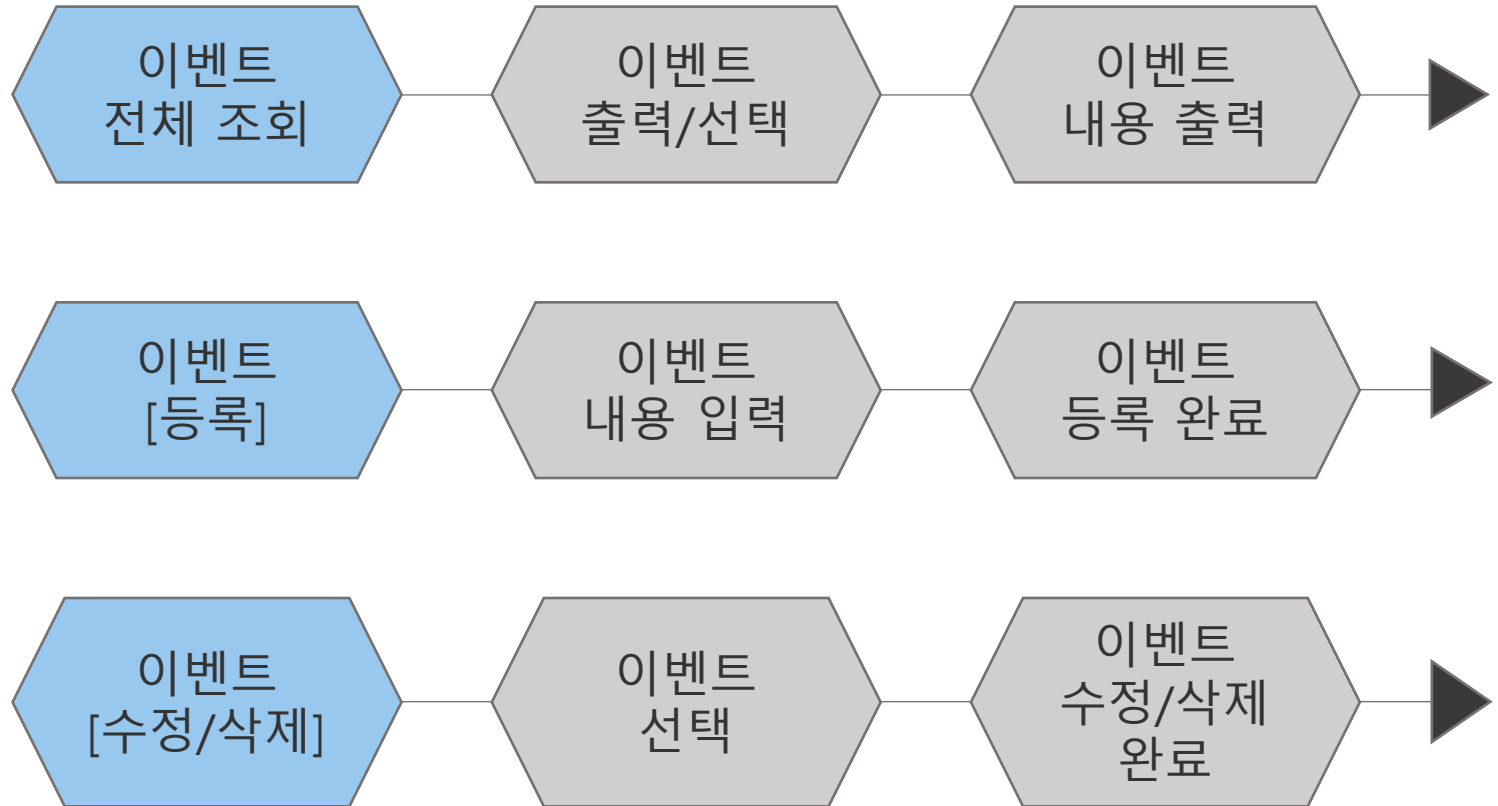 이벤트
전체 조회
이벤트
출력/선택
이벤트
내용 출력
이벤트
[등록]
이벤트
내용 입력
이벤트
등록 완료
이벤트
[수정/삭제]
이벤트
선택
이벤트
수정/삭제
완료